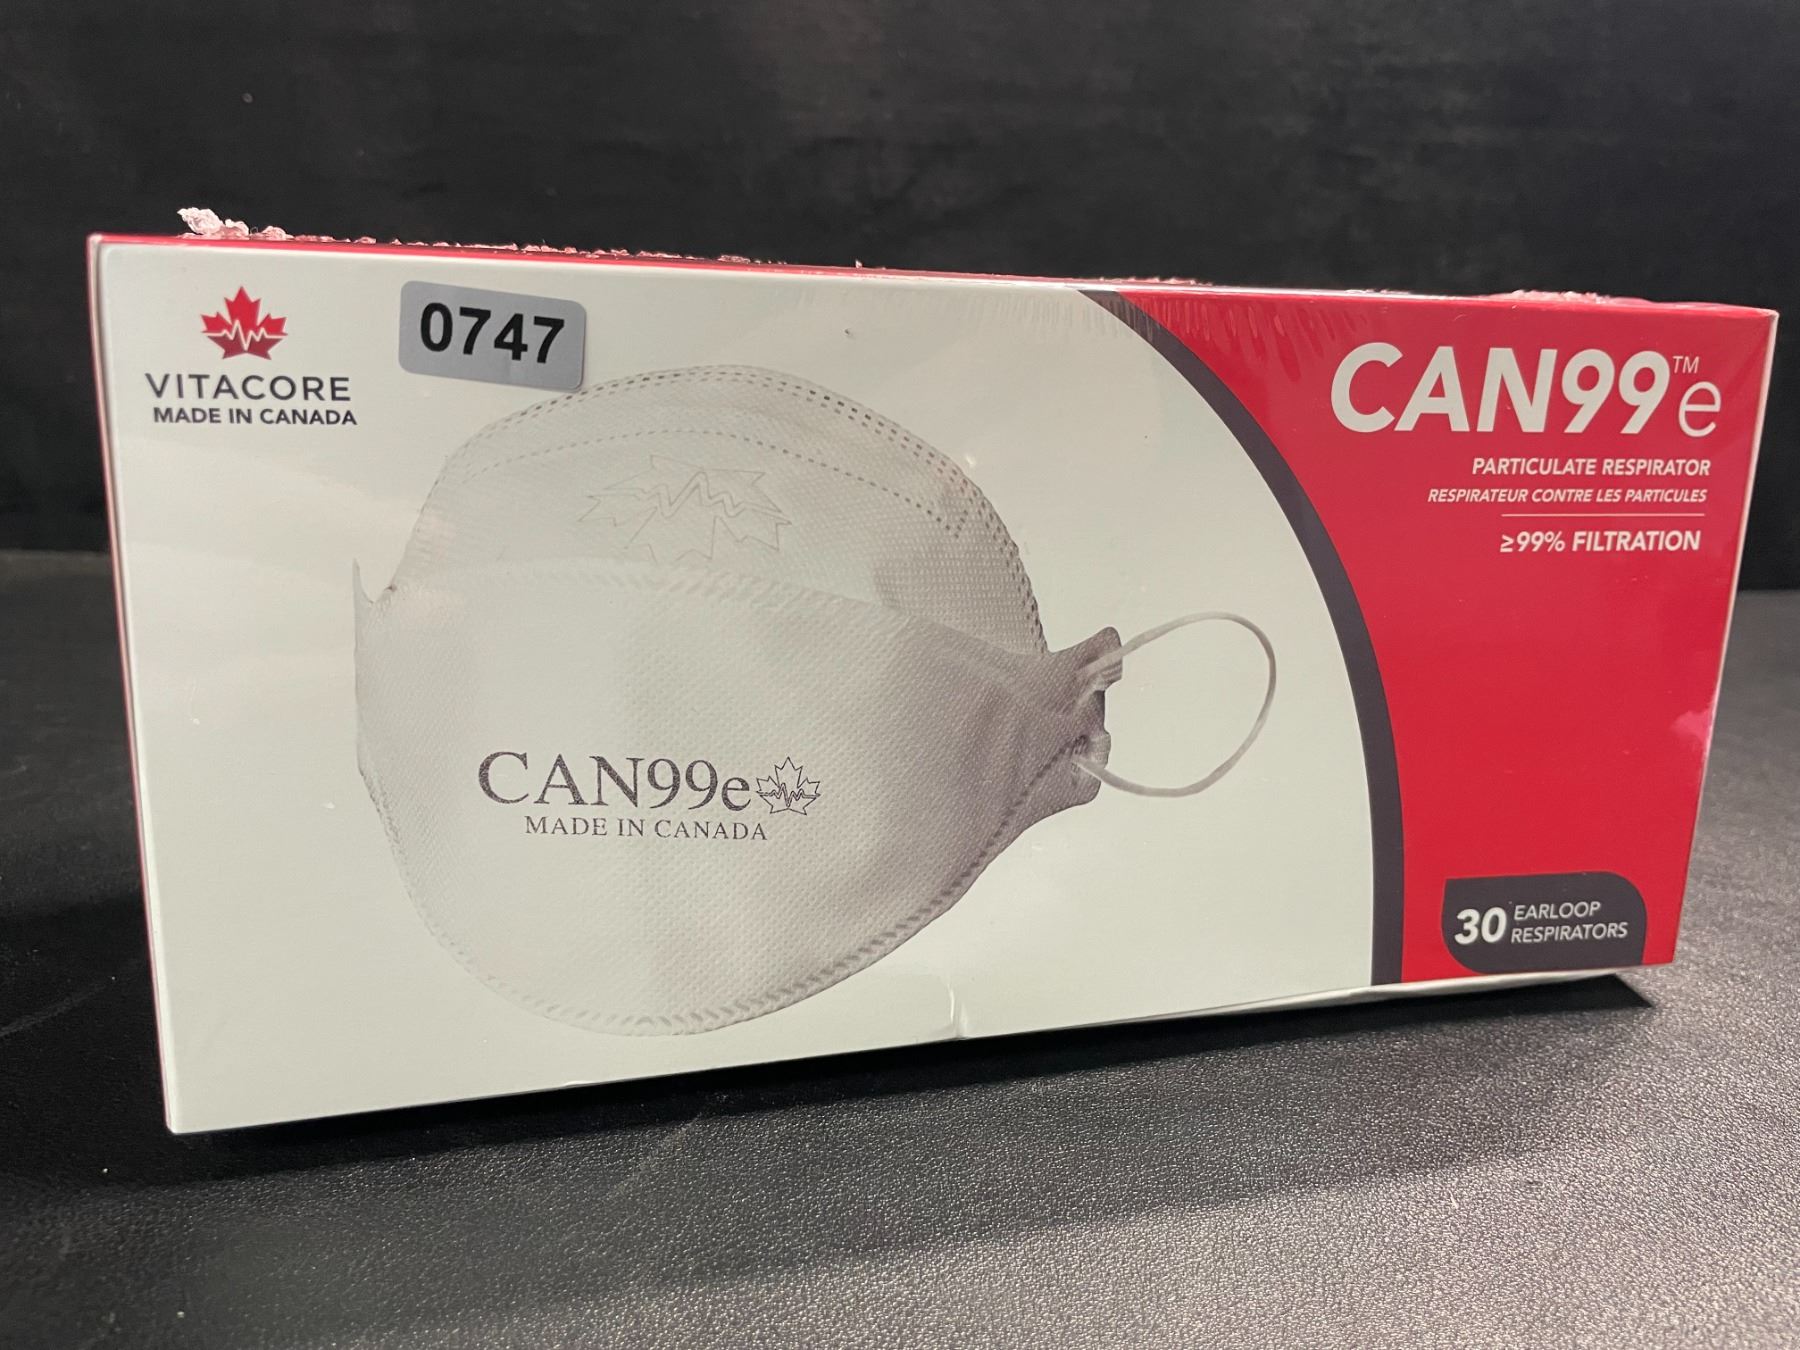 VITACORE
MADE IN CANADA
0747
CAN99™e
PARTICULATE RESPIRATOR
RESPIRATEUR CONTRE LES PARTICULES
≥99% FILTRATION
CAN99e
MADE IN CANADA
30 EARLOOP
RESPIRATORS